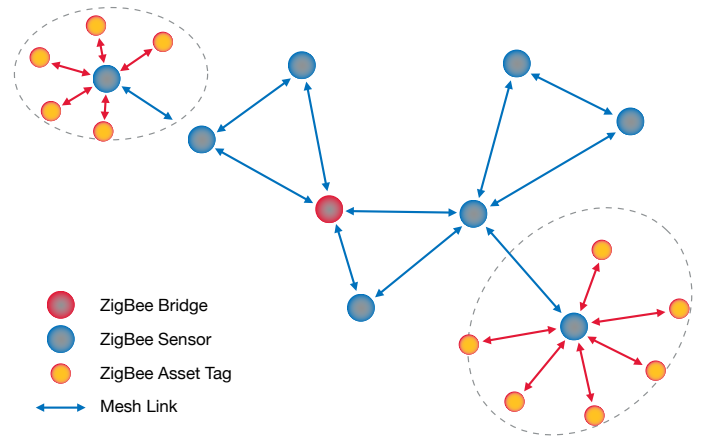 ZigBee Bridge
ZigBee Sensor
ZigBee Asset Tag
Mesh Link